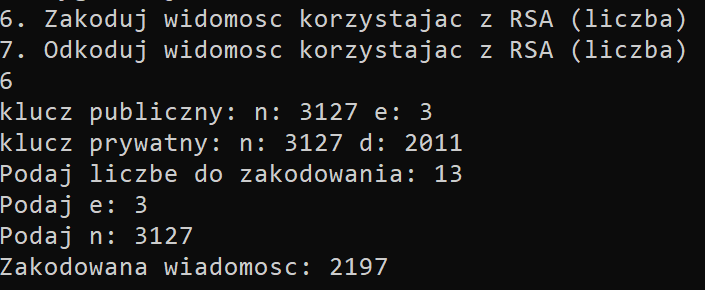 6. Zakoduj widomosc korzystajac z RSA (liczba)
7. Odkoduj widomosc korzystajac z RSA (liczba)
6
klucz publiczny: n: 3127 e: 3
klucz prywatny: n: 3127 d: 2011
Podaj liczbe do zakodowania: 13
Podaj e: 3
Podaj n: 3127
Zakodowana wiadomosc: 2197